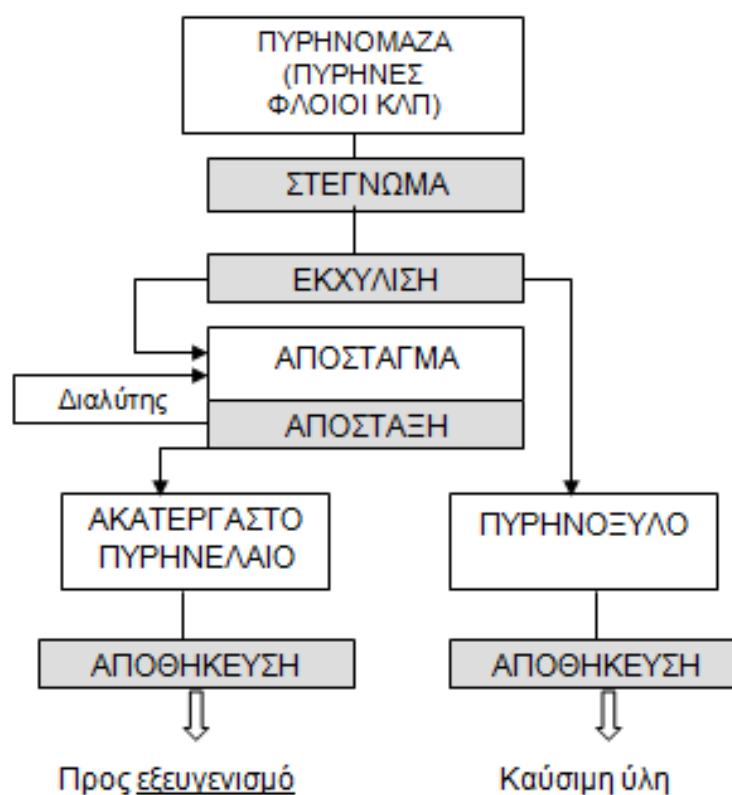 ΠΥΡΗΝΟΜΑΖΑ
(ΠΥΡΗΝΕΣ
ΦΛΟΙΟΙ ΚΛΠ)
ΣΤΕΓΝΩΜΑ
ΕΚΧΥΛΙΣΗ
ΑΠΟΣΤΑΓΜΑ
Διαλύτης
ΑΠΟΣΤΑΞΗ
ΑΚΑΤΕΡΓΑΣΤΟ
ΠΥΡΗΝΕΛΑΙΟ
ΠΥΡΗΝΟΞΥΛΟ
ΑΠΟΘΗΚΕΥΣΗ
ΑΠΟΘΗΚΕΥΣΗ
Προς εξευγενισμό
Καύσιμη ύλη